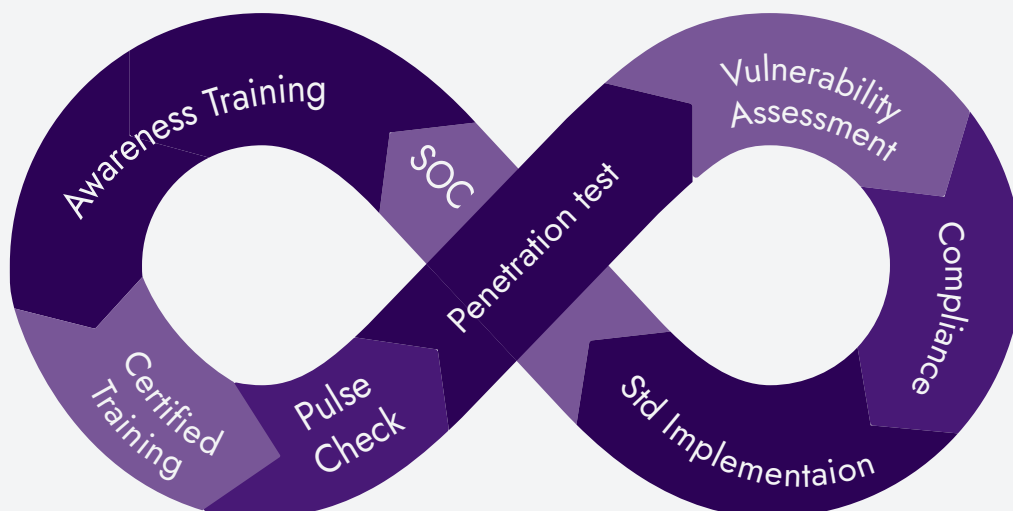 Awareness Training
SOC
Penetration test
Vulnerability
Assessment
Compliance
Std Implementaion
Pulse
Check
Certified
Training